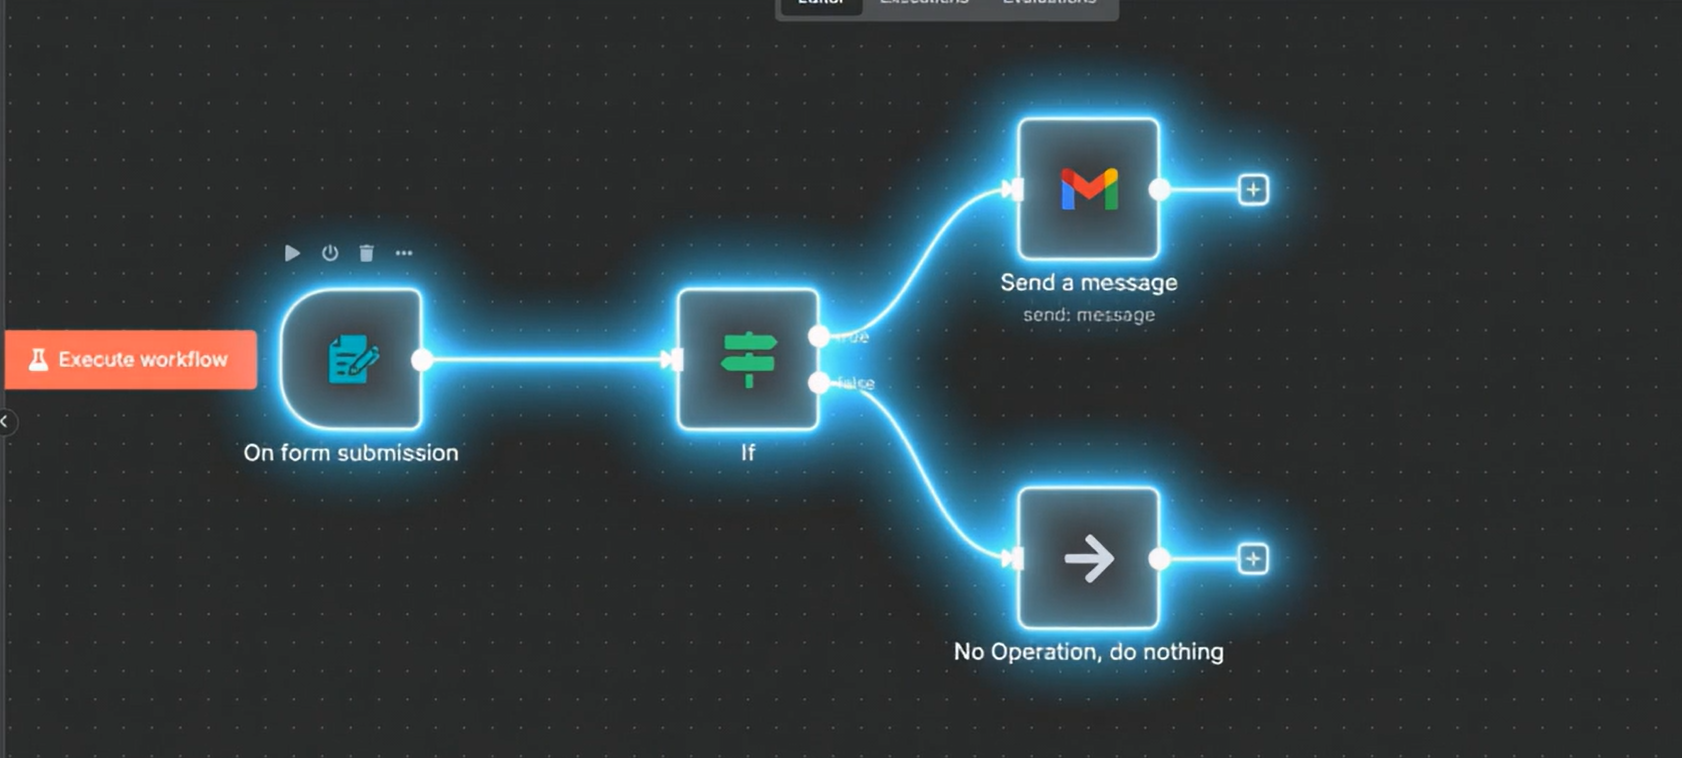 Editor Executions Evaluations
Send a message
send: message
Execute workflow
true
false
On form submission
If
No Operation, do nothing